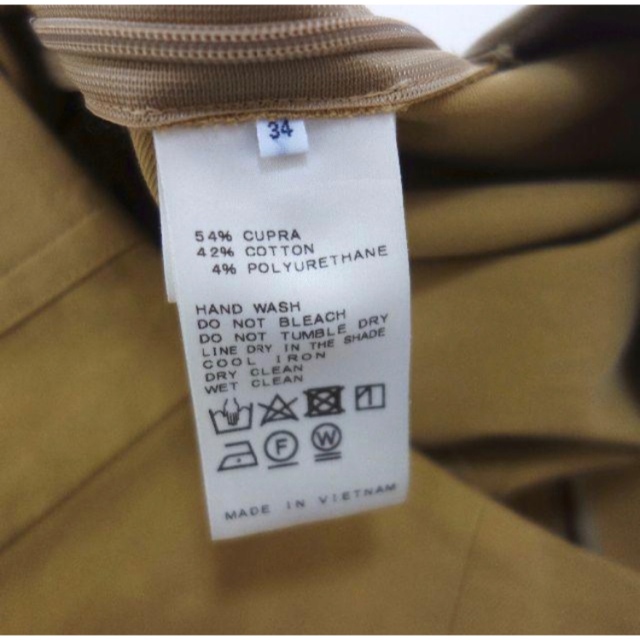 34
54% CUPRA
42% COTTON
4% POLYURETHANE
HAND WASH
DO NOT BLEACH
DO NOT TUMBLE DRY
LINE DRY IN THE SHADE
COOL IRON
DRY CLEAN
WET CLEAN
F W
MADE IN VIETNAM